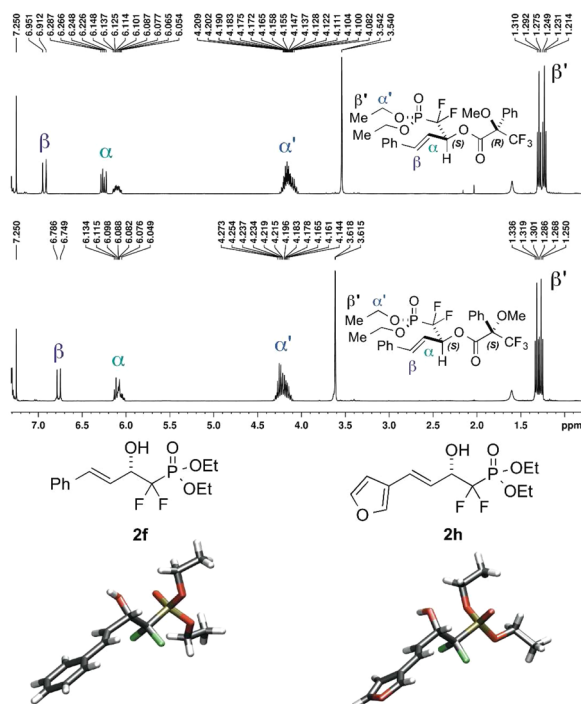 7.250 6.951 6.912 6.287 6.266 6.248 6.226 6.148 6.137 6.125 6.114 6.101 6.087 6.077 6.065 6.054 4.209 4.202 4.190 4.183 4.175 4.172 4.165 4.158 4.155 4.147 4.137 4.128 4.122 4.111 4.104 4.100 4.082 3.542 3.540 1.310 1.292 1.275 1.249 1.231 1.214
β'
β' α' O
Me O P F F MeO Ph
Me O O CF3
Ph α H (S) O (R)
β
β α α'
7.250 6.786 6.749 6.134 6.115 6.098 6.088 6.082 6.076 6.049 4.273 4.254 4.237 4.234 4.219 4.215 4.196 4.183 4.178 4.165 4.161 4.144 3.618 3.615 1.336 1.319 1.301 1.286 1.268 1.250
β'
β' α' O
Me O P F F Ph OMe
Me O O CF3
Ph α H (S) O (S)
β
β α α'
7.0 6.5 6.0 5.5 5.0 4.5 4.0 3.5 3.0 2.5 2.0 1.5 ppm
OH O
Ph P OEt
F F OEt
2f
OH O
P OEt
O F F OEt
2h